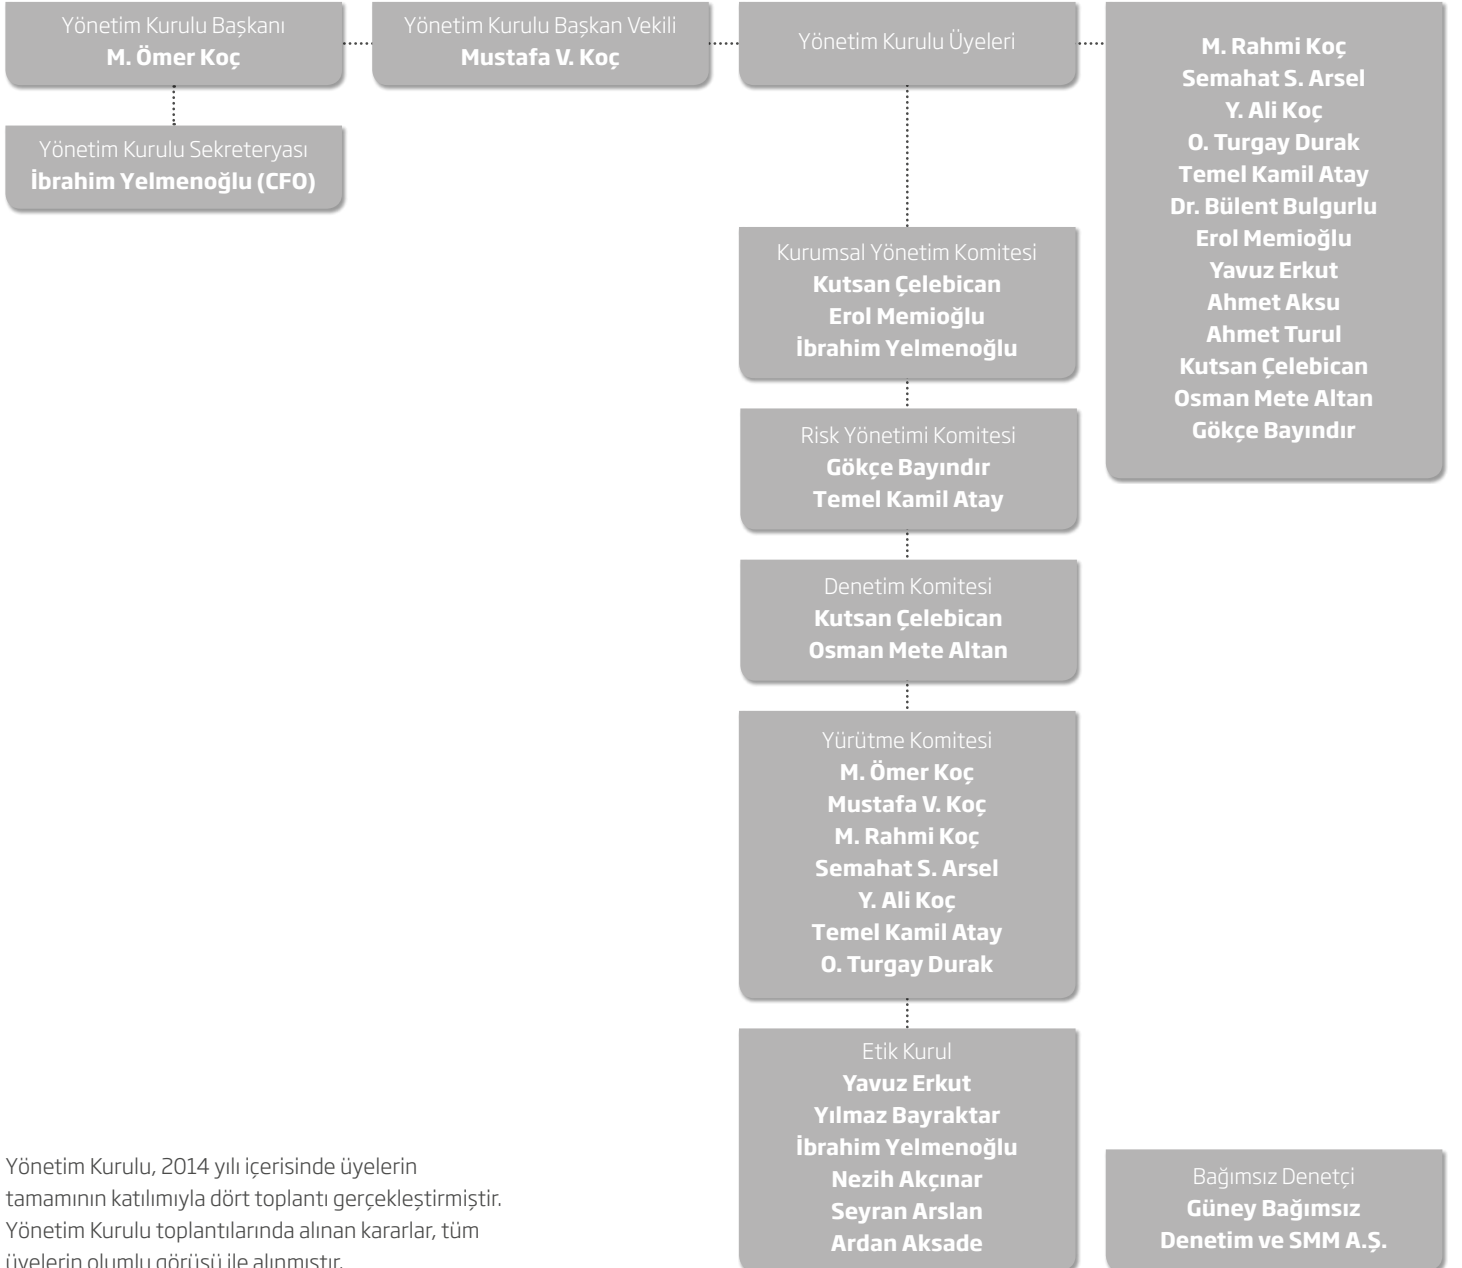 Yönetim Kurulu Başkanı
M. Ömer Koç
Yönetim Kurulu Başkan Vekili
Mustafa V. Koç
Yönetim Kurulu Üyeleri
M. Rahmi Koç
Semahat S. Arsel
Y. Ali Koç
O. Turgay Durak
Temel Kamil Atay
Dr. Bülent Bulgurlu
Erol Memioğlu
Yavuz Erkut
Ahmet Aksu
Ahmet Turul
Kutsan Çelebican
Osman Mete Altan
Gökçe Bayındır
Yönetim Kurulu Sekreteryası
İbrahim Yelmenoğlu (CFO)
Kurumsal Yönetim Komitesi
Kutsan Çelebican
Erol Memioğlu
İbrahim Yelmenoğlu
Risk Yönetimi Komitesi
Gökçe Bayındır
Temel Kamil Atay
Denetim Komitesi
Kutsan Çelebican
Osman Mete Altan
Yürütme Komitesi
M. Ömer Koç
Mustafa V. Koç
M. Rahmi Koç
Semahat S. Arsel
Y. Ali Koç
Temel Kamil Atay
O. Turgay Durak
Etik Kurul
Yavuz Erkut
Yılmaz Bayraktar
İbrahim Yelmenoğlu
Nezih Akçınar
Seyran Arslan
Ardan Aksade
Bağımsız Denetçi
Güney Bağımsız
Denetim ve SMM A.Ş.
Yönetim Kurulu, 2014 yılı içerisinde üyelerin
tamamının katılımıyla dört toplantı gerçekleştirmiştir.
Yönetim Kurulu toplantılarında alınan kararlar, tüm
üyelerin olumlu görüşü ile alınmıştır.